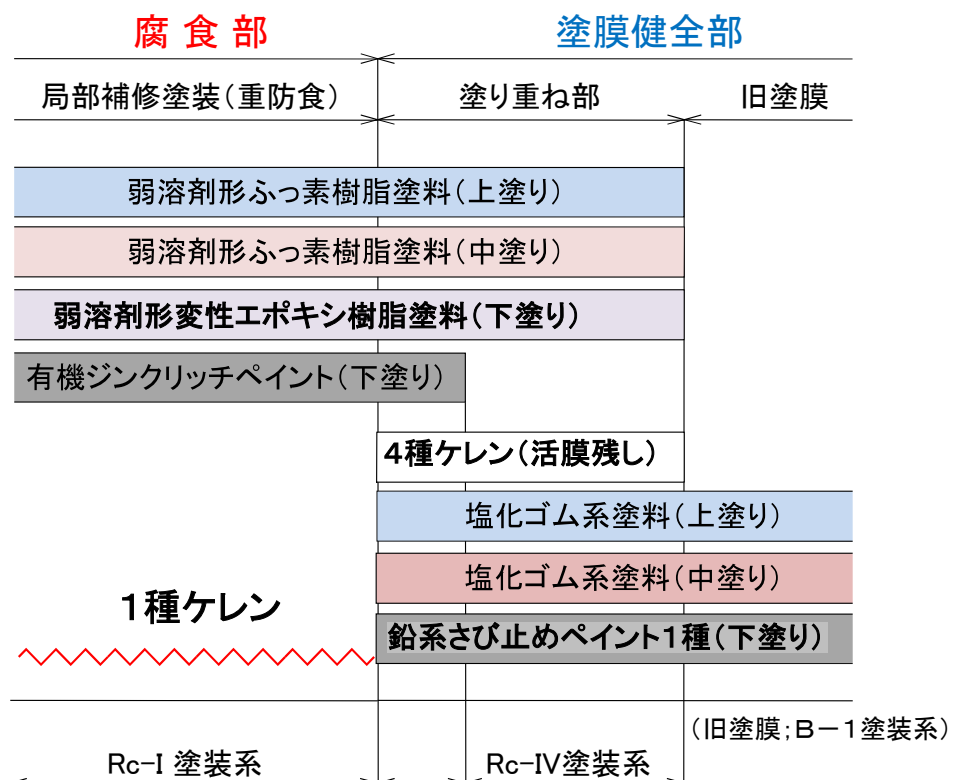 腐 食 部
塗膜健全部
局部補修塗装（重防食）
塗り重ね部
旧塗膜
弱溶剤形ふっ素樹脂塗料（上塗り）
弱溶剤形ふっ素樹脂塗料（中塗り）
弱溶剤形変性エポキシ樹脂塗料（下塗り）
有機ジンクリッチペイント（下塗り）
4種ケレン（活膜残し）
塩化ゴム系塗料（上塗り）
塩化ゴム系塗料（中塗り）
1種ケレン
鉛系さび止めペイント１種（下塗り）
（旧塗膜；Ｂ－１塗装系）
Rc-I 塗装系
Rc-IV塗装系